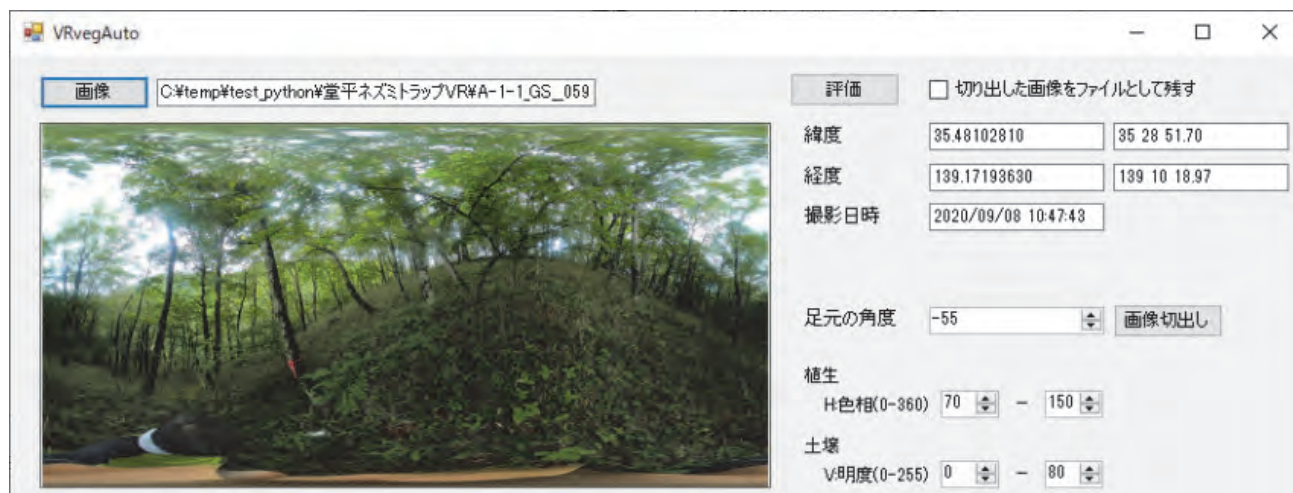 VRvegAuto
画像 C:¥temp¥test_python¥堂平ネズミトラップVR¥A-1-1_GS__059
評価 切り出した画像をファイルとして残す
緯度 35.48102810 35 28 51.70
経度 139.17193630 139 10 18.97
撮影日時 2020/09/08 10:47:43
足元の角度 -55 画像切出し
植生
H:色相(0-360) 70 - 150
土壌
V:明度(0-255) 0 - 80